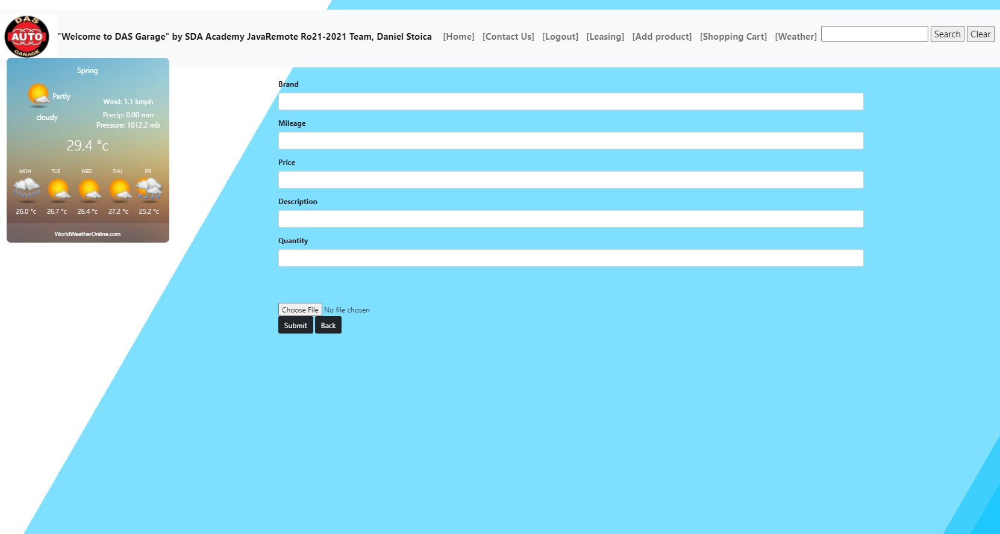 DAS
AUTO
GARAGE
"Welcome to DAS Garage" by SDA Academy JavaRemote Ro21-2021 Team, Daniel Stoica [Home] [Contact Us] [Logout] [Leasing] [Add product] [Shopping Cart] [Weather] Search Clear
Spring
Partly
cloudy
Wind: 1.1 kmph
Precip: 0.00 mm
Pressure: 1012.2 mb
29.4 °c
MON TUE WED THU FRI
26.0 °c 26.7 °c 26.4 °c 27.2 °c 25.2 °c
WorldWeatherOnline.com
Brand
Mileage
Price
Description
Quantity
Choose File No file chosen
Submit Back